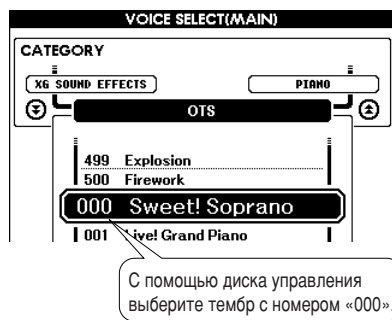 VOICE SELECT(MAIN)
CATEGORY
XG SOUND EFFECTS
PIANO
OTS
499 Explosion
500 Firework
000 Sweet! Soprano
001 Live! Grand Piano
С помощью диска управления
выберите тембр с номером «000».